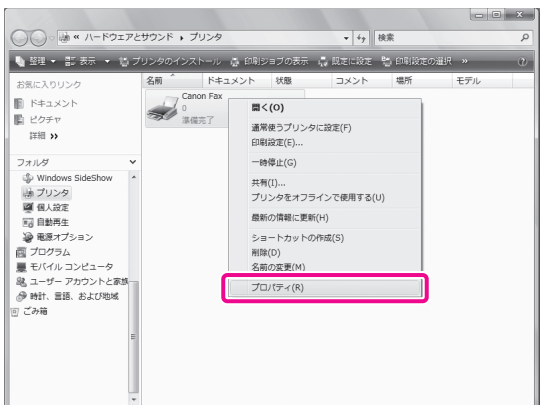 « ハードウェアとサウンド ▸ プリンタ
検索
整理 ▼ 表示 ▼ プリンタのインストール 印刷ジョブの表示 既定に設定 印刷設定の選択 »
お気に入りリンク
ドキュメント
ピクチャ
詳細 »
フォルダ
Windows SideShow
プリンタ
個人設定
自動再生
電源オプション
プログラム
モバイル コンピュータ
ユーザー アカウントと家族
時計、言語、および地域
ごみ箱
名前 ドキュメント 状態 コメント 場所 モデル
Canon Fax
0
準備完了
開く(O)
通常使うプリンタに設定(F)
印刷設定(E)...
一時停止(G)
共有(I)...
プリンタをオフラインで使用する(U)
最新の情報に更新(H)
ショートカットの作成(S)
削除(D)
名前の変更(M)
プロパティ(R)